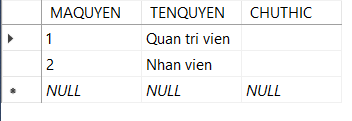 MAQUYEN TENQUYEN CHUTHIC
1 Quan tri vien
2 Nhan vien
NULL NULL NULL